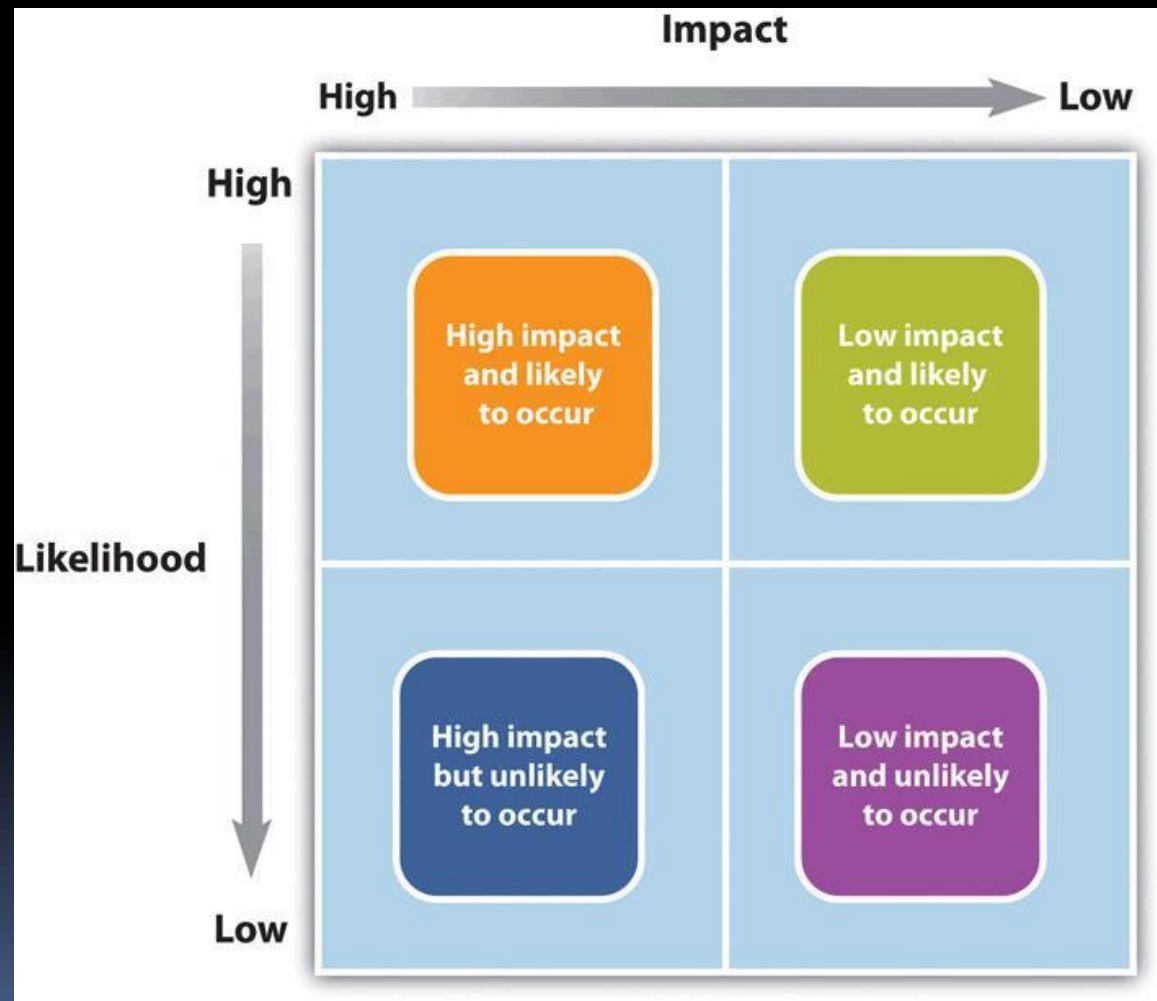 Impact
High
Low
High
High impact
and likely
to occur
Low impact
and likely
to occur
Likelihood
High impact
but unlikely
to occur
Low impact
and unlikely
to occur
Low